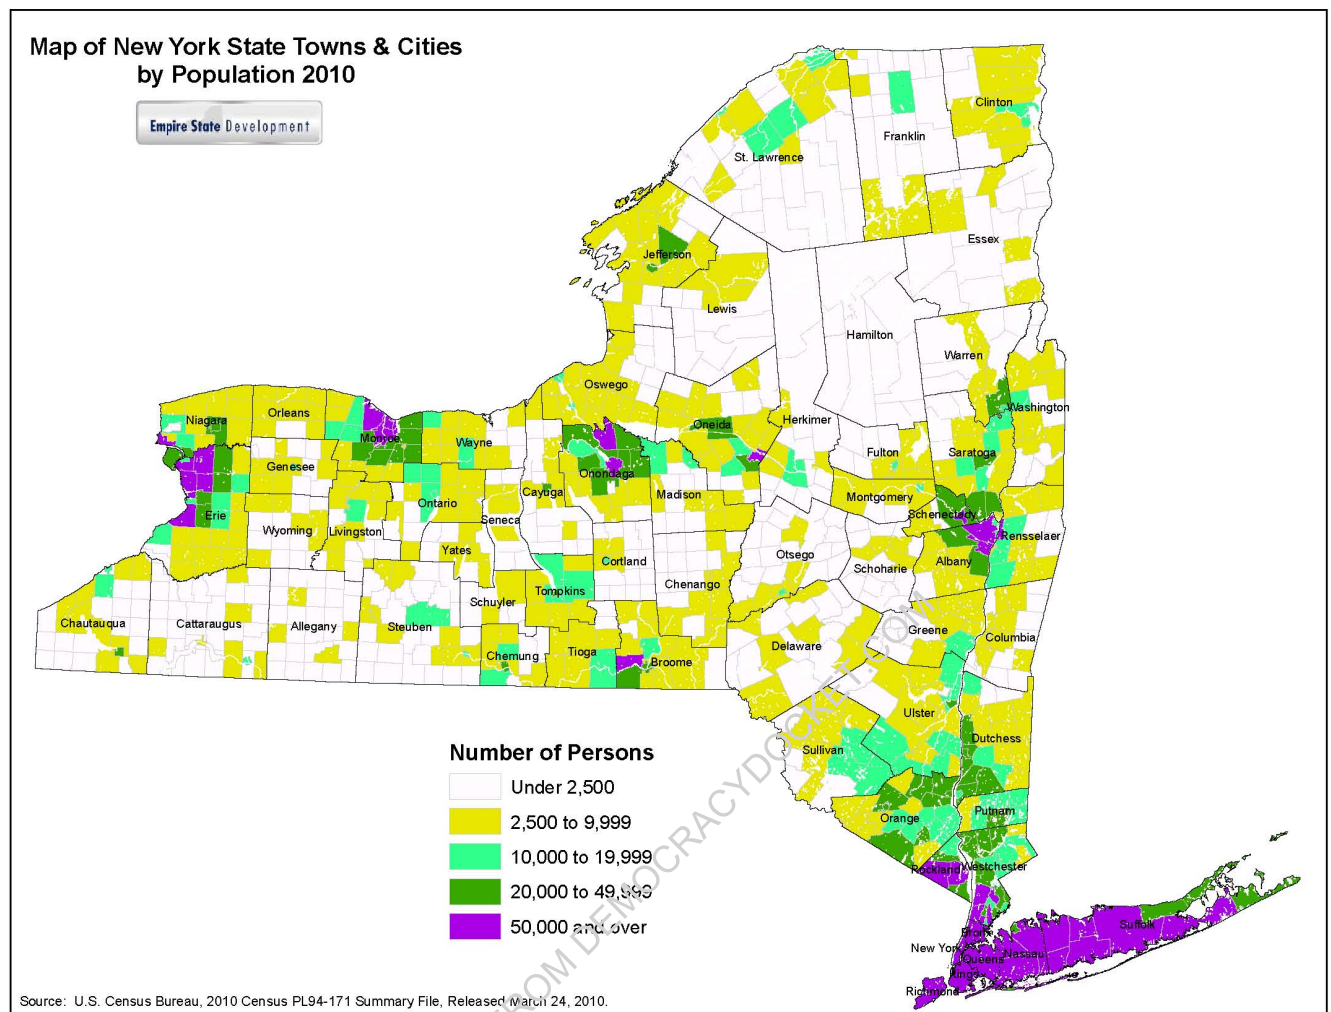 Map of New York State Towns & Cities
by Population 2010
Empire State Development
Clinton
Franklin
St. Lawrence
Essex
Jefferson
Lewis
Hamilton
Warren
Oswego
Washington
Herkimer
Oneida
Niagara
Orleans
Monroe
Wayne
Fulton
Saratoga
Genesee
Onondaga
Cayuga
Madison
Montgomery
Ontario
Schenectady
Erie
Seneca
Wyoming
Livingston
Rensselaer
Yates
Otsego
Cortland
Albany
Schoharie
Chenango
Tompkins
Schuyler
Chautauqua
Cattaraugus
Allegany
Steuben
Greene
Columbia
Delaware
Tioga
Chemung
Broome
Ulster
Dutchess
Sullivan
Putnam
Orange
Rockland
Westchester
Suffolk
Bronx
New York
Nassau
Queens
Kings
Richmond
Number of Persons
Under 2,500
2,500 to 9,999
10,000 to 19,999
20,000 to 49,999
50,000 and over
FROM DEMOCRACYDOCKET.COM
Source: U.S. Census Bureau, 2010 Census PL94-171 Summary File, Released March 24, 2010.